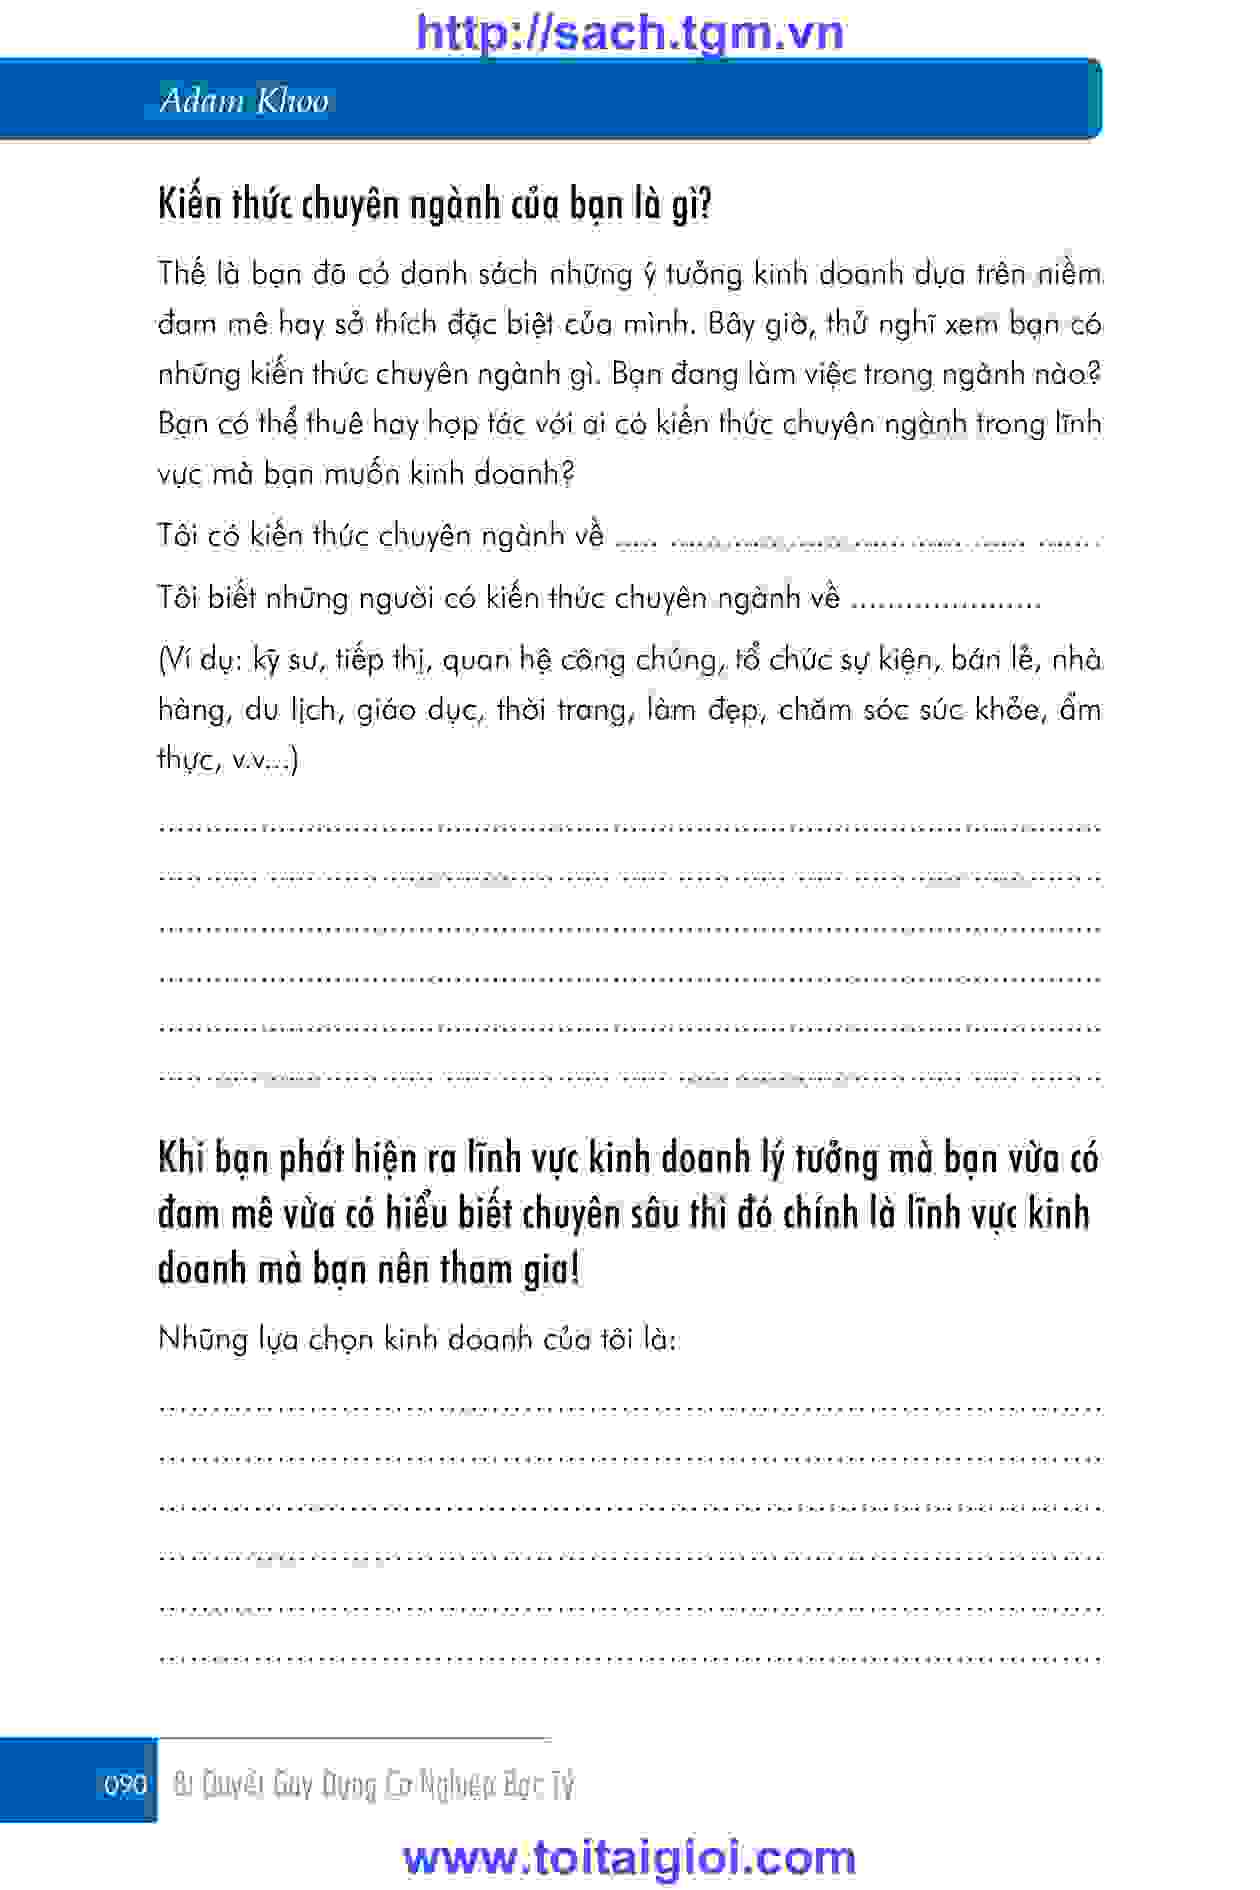 http://sach.tgm.vn
Adam Khoo
Kiến thức chuyên ngành của bạn là gì?
Thế là bạn đã có danh sách những ý tưởng kinh doanh dựa trên niềm
đam mê hay sở thích đặc biệt của mình. Bây giờ, thử nghĩ xem bạn có
những kiến thức chuyên ngành gì. Bạn đang làm việc trong ngành nào?
Bạn có thể thuê hay hợp tác với ai có kiến thức chuyên ngành trong lĩnh
vực mà bạn muốn kinh doanh?
Tôi có kiến thức chuyên ngành về ..........................................
Tôi biết những người có kiến thức chuyên ngành về ......................
(Ví dụ: kỹ sư, tiếp thị, quan hệ công chúng, tổ chức sự kiện, bán lẻ, nhà
hàng, du lịch, giáo dục, thời trang, làm đẹp, chăm sóc sức khỏe, ẩm
thực, v.v...)
Khi bạn phát hiện ra lĩnh vực kinh doanh lý tưởng mà bạn vừa có
đam mê vừa có hiểu biết chuyên sâu thì đó chính là lĩnh vực kinh
doanh mà bạn nên tham gia!
Những lựa chọn kinh doanh của tôi là:
090 Bí Quyết Gây Dựng Cơ Nghiệp Bạc Tỷ
www.toitaigioi.com